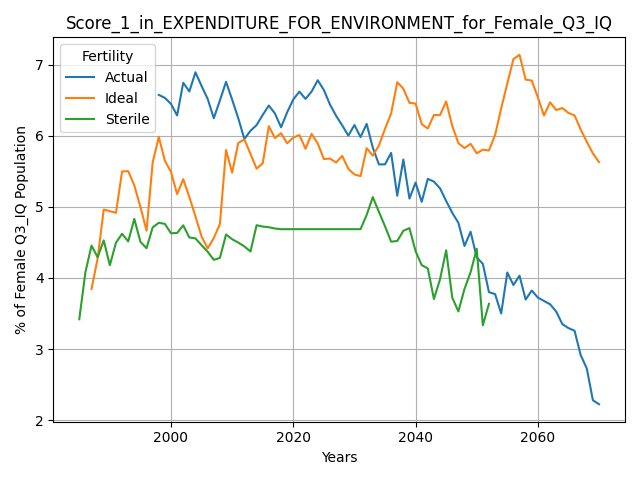 Score_1_in_EXPENDITURE_FOR_ENVIRONMENT_for_Female_Q3_IQ
Fertility
Actual
Ideal
Sterile
% of Female Q3_IQ Population
7
6
5
4
3
2
2000 2020 2040 2060
Years